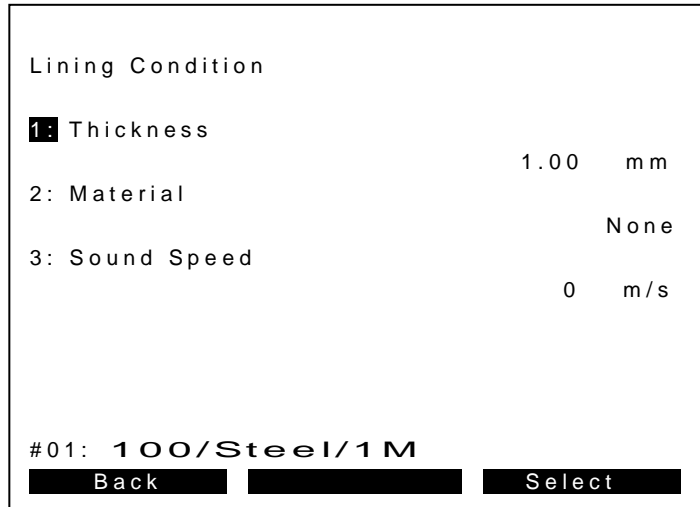 Lining Condition
1: Thickness
1.00 mm
2: Material
None
3: Sound Speed
0 m/s
#01: 100/Steel/1M
Back Select